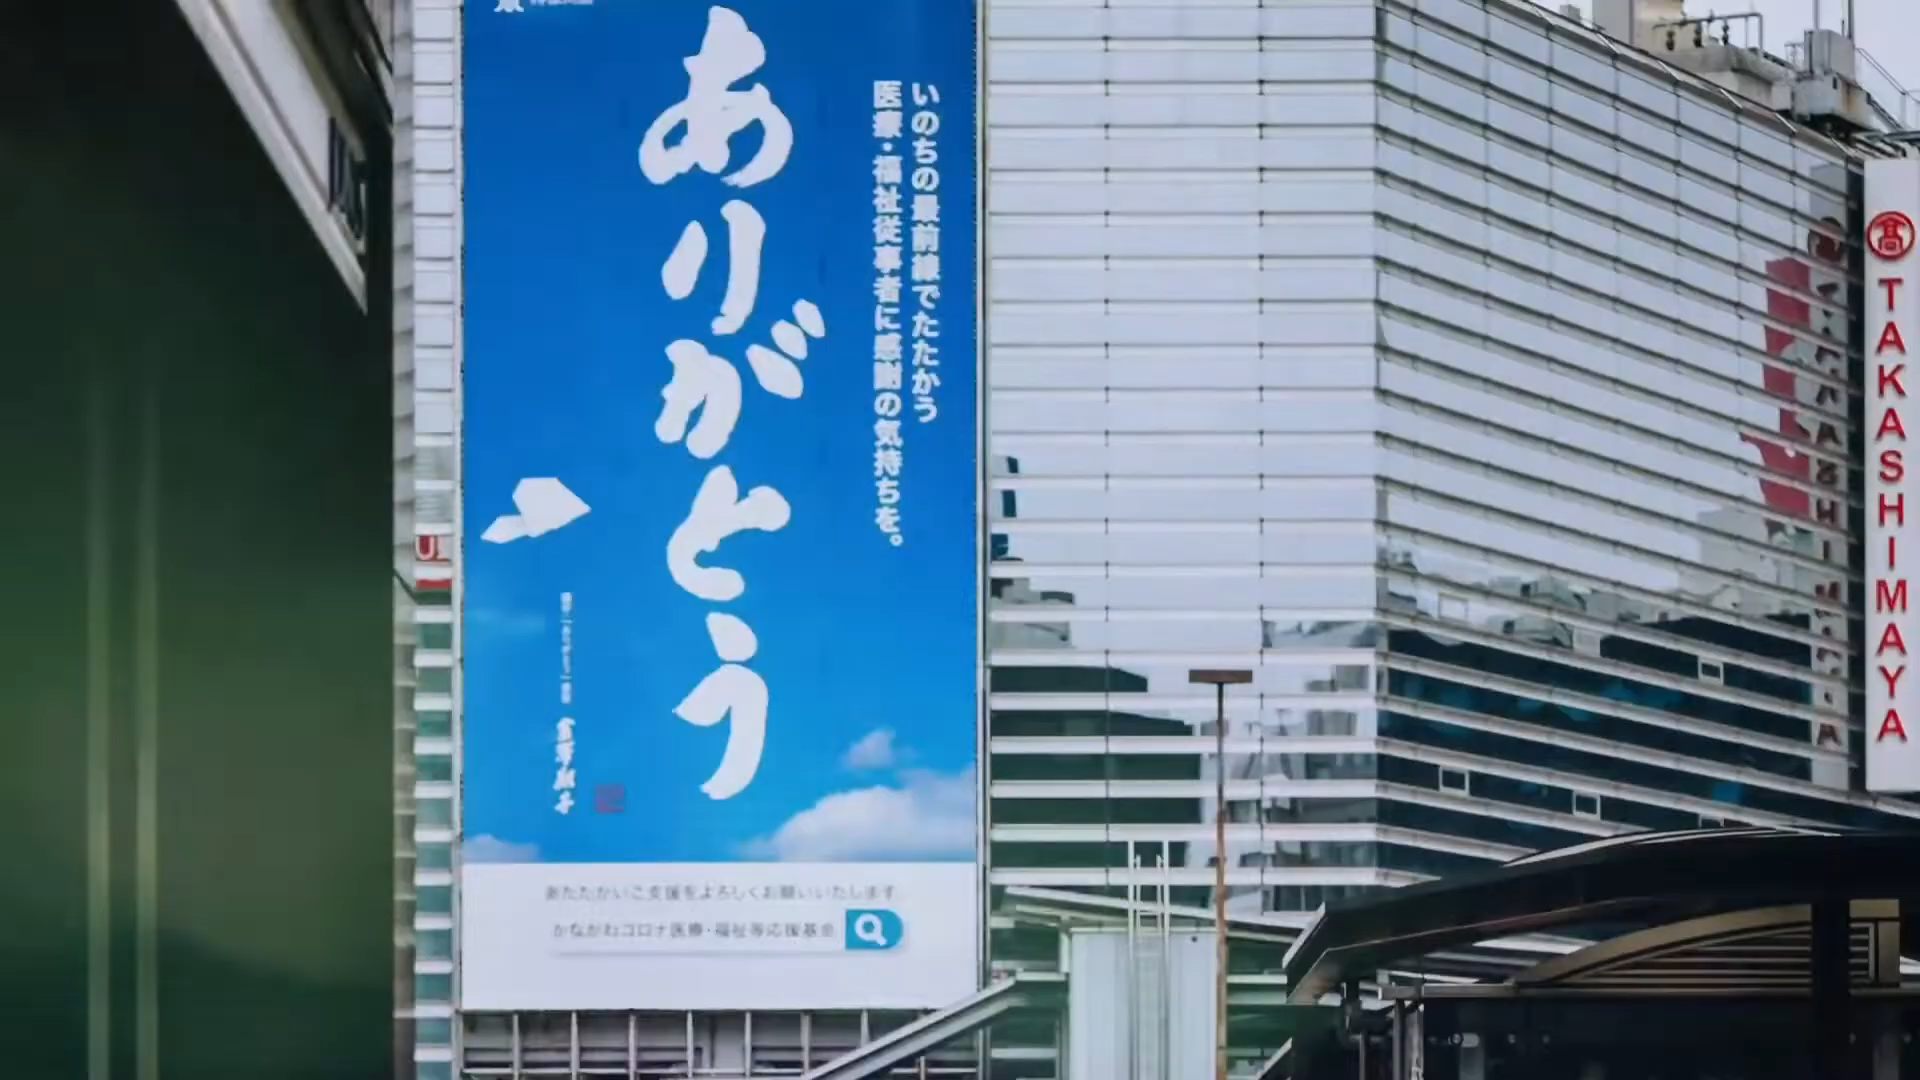 ありがとう
いのちの最前線でたたかう
医療・福祉従事者に感謝の気持ちを。
あたたかいご支援をよろしくお願いいたします
かながわコロナ医療・福祉等応援基金
髙
TAKASHIMAYA